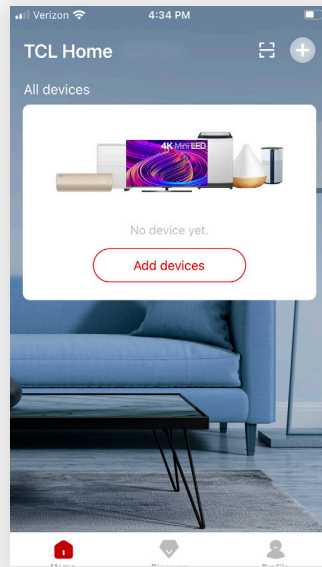 Verizon 4:34 PM
TCL Home
All devices
4K Mini LED
No device yet.
Add devices